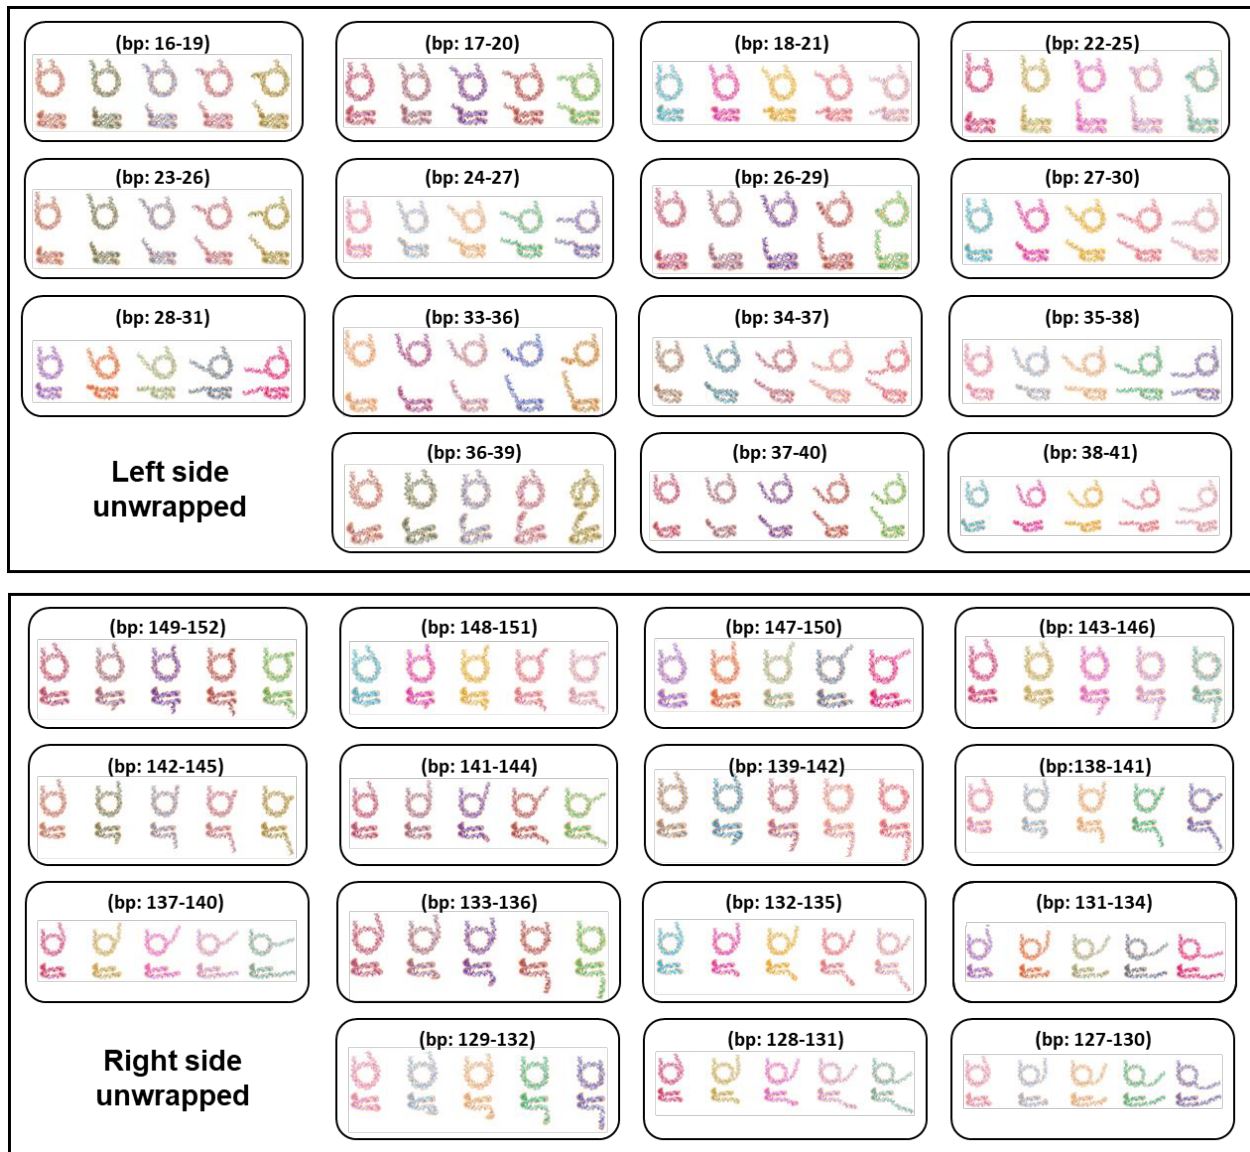 (bp: 16-19)
(bp: 17-20)
(bp: 18-21)
(bp: 22-25)
(bp: 23-26)
(bp: 24-27)
(bp: 26-29)
(bp: 27-30)
(bp: 28-31)
(bp: 33-36)
(bp: 34-37)
(bp: 35-38)
Left side
unwrapped
(bp: 36-39)
(bp: 37-40)
(bp: 38-41)
(bp: 149-152)
(bp: 148-151)
(bp: 147-150)
(bp: 143-146)
(bp: 142-145)
(bp: 141-144)
(bp: 139-142)
(bp:138-141)
(bp: 137-140)
(bp: 133-136)
(bp: 132-135)
(bp: 131-134)
Right side
unwrapped
(bp: 129-132)
(bp: 128-131)
(bp: 127-130)